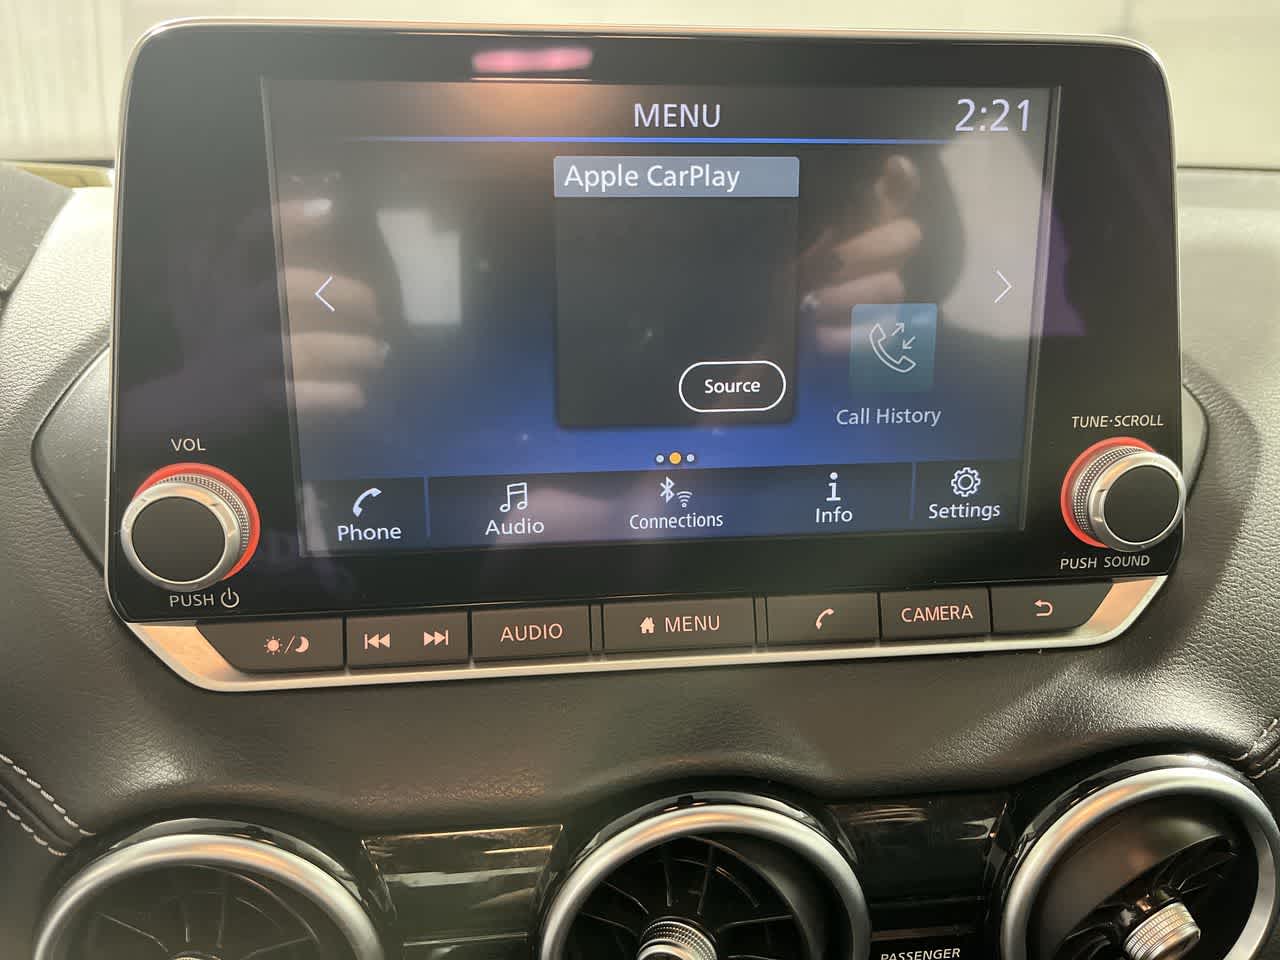 MENU
2:21
Apple CarPlay
Source
Call History
VOL
TUNE·SCROLL
Phone
Audio
Connections
Info
Settings
PUSH
PUSH SOUND
AUDIO
MENU
CAMERA
PASSENGER